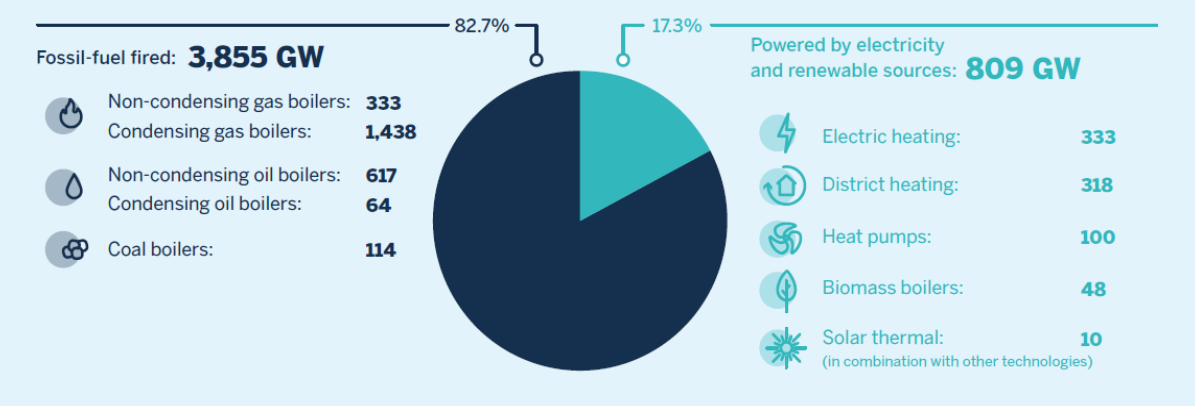 82.7%
17.3%
Fossil-fuel fired: 3,855 GW
Non-condensing gas boilers: 333
Condensing gas boilers: 1,438
Non-condensing oil boilers: 617
Condensing oil boilers: 64
Coal boilers: 114
Powered by electricity
and renewable sources: 809 GW
Electric heating: 333
District heating: 318
Heat pumps: 100
Biomass boilers: 48
Solar thermal: 10
(in combination with other technologies)